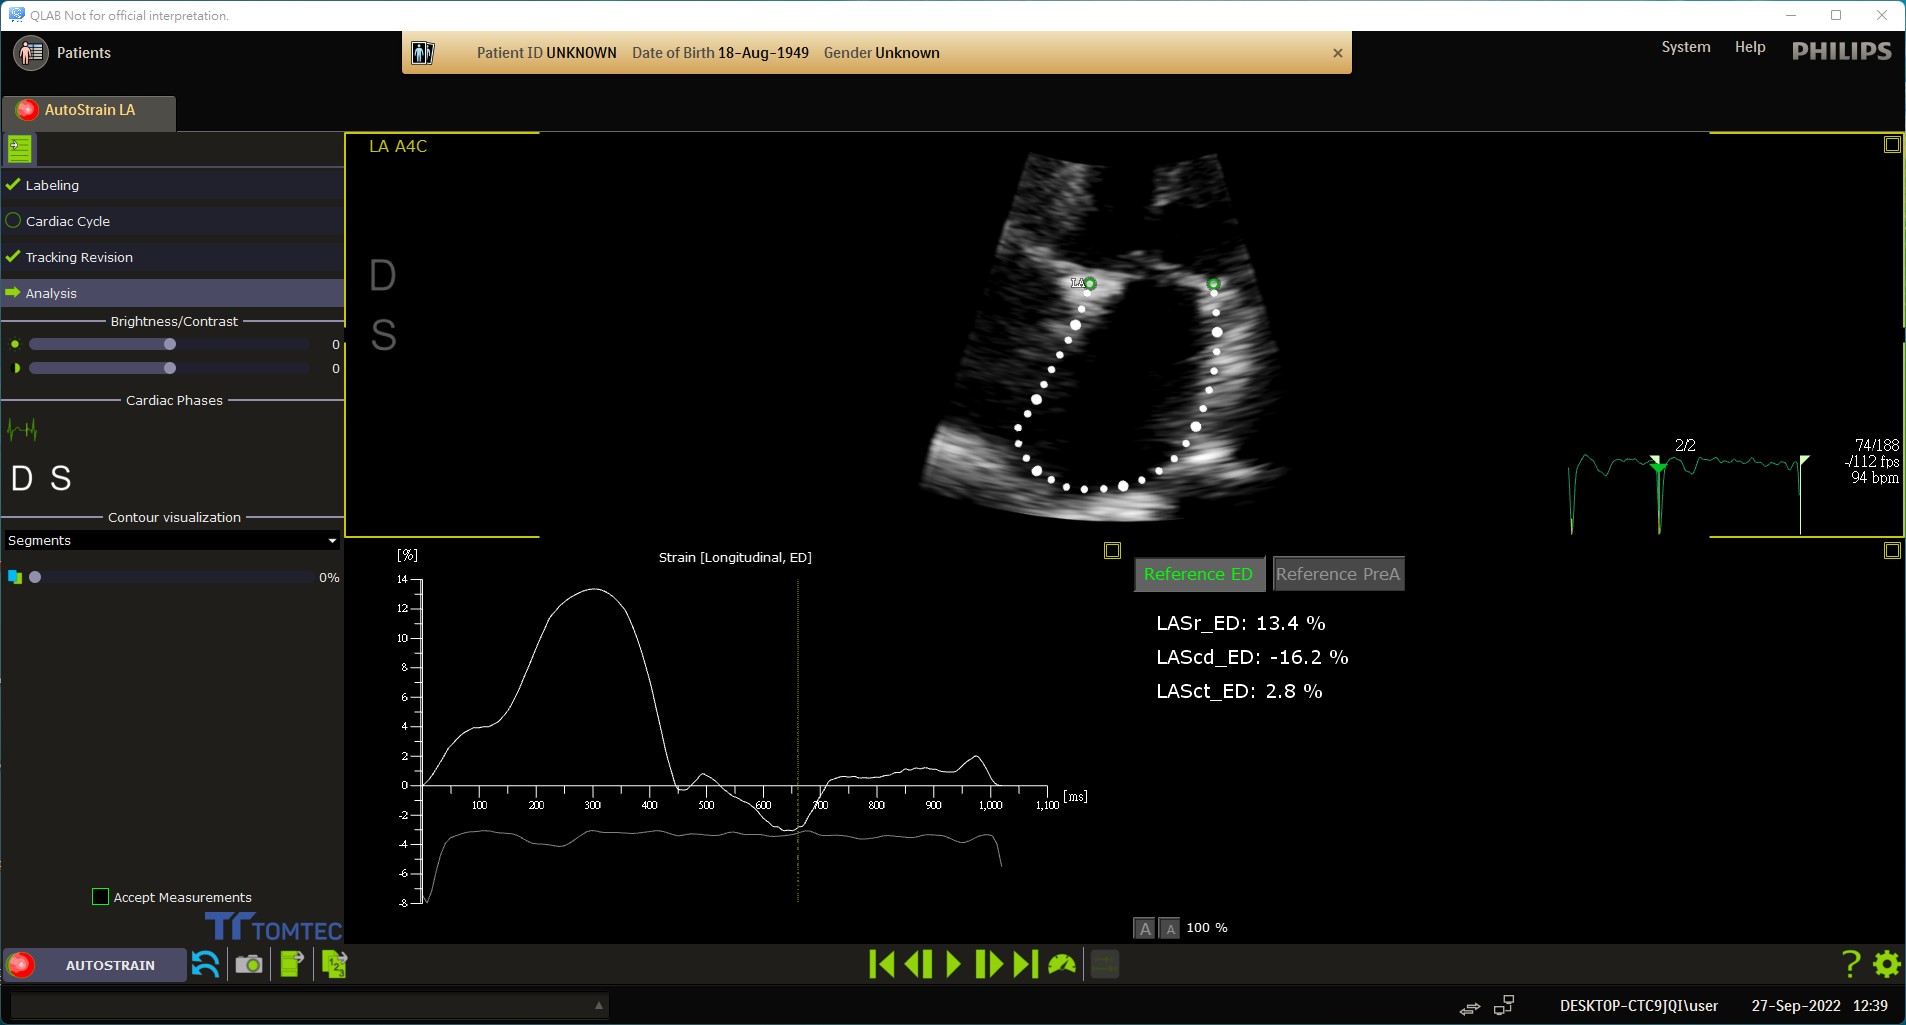 QLAB Not for official interpretation.
Patients
Patient ID UNKNOWN Date of Birth 18-Aug-1949 Gender Unknown
System Help PHILIPS
AutoStrain LA
Labeling
Cardiac Cycle
Tracking Revision
Analysis
Brightness/Contrast
0
0
Cardiac Phases
D S
Contour visualization
Segments
0%
Accept Measurements
TOMTEC
LA A4C
D
S
LA
2/2
74/188
-/112 fps
94 bpm
[%]
Strain [Longitudinal, ED]
14
12
10
8
6
4
2
0
-2
-4
-6
-8
100 200 300 400 500 600 700 800 900 1,000 1,100 [ms]
Reference ED Reference PreA
LASr_ED: 13.4 %
LAScd_ED: -16.2 %
LASct_ED: 2.8 %
A A 100 %
AUTOSTRAIN
123
?
DESKTOP-CTC9JQI\user 27-Sep-2022 12:39